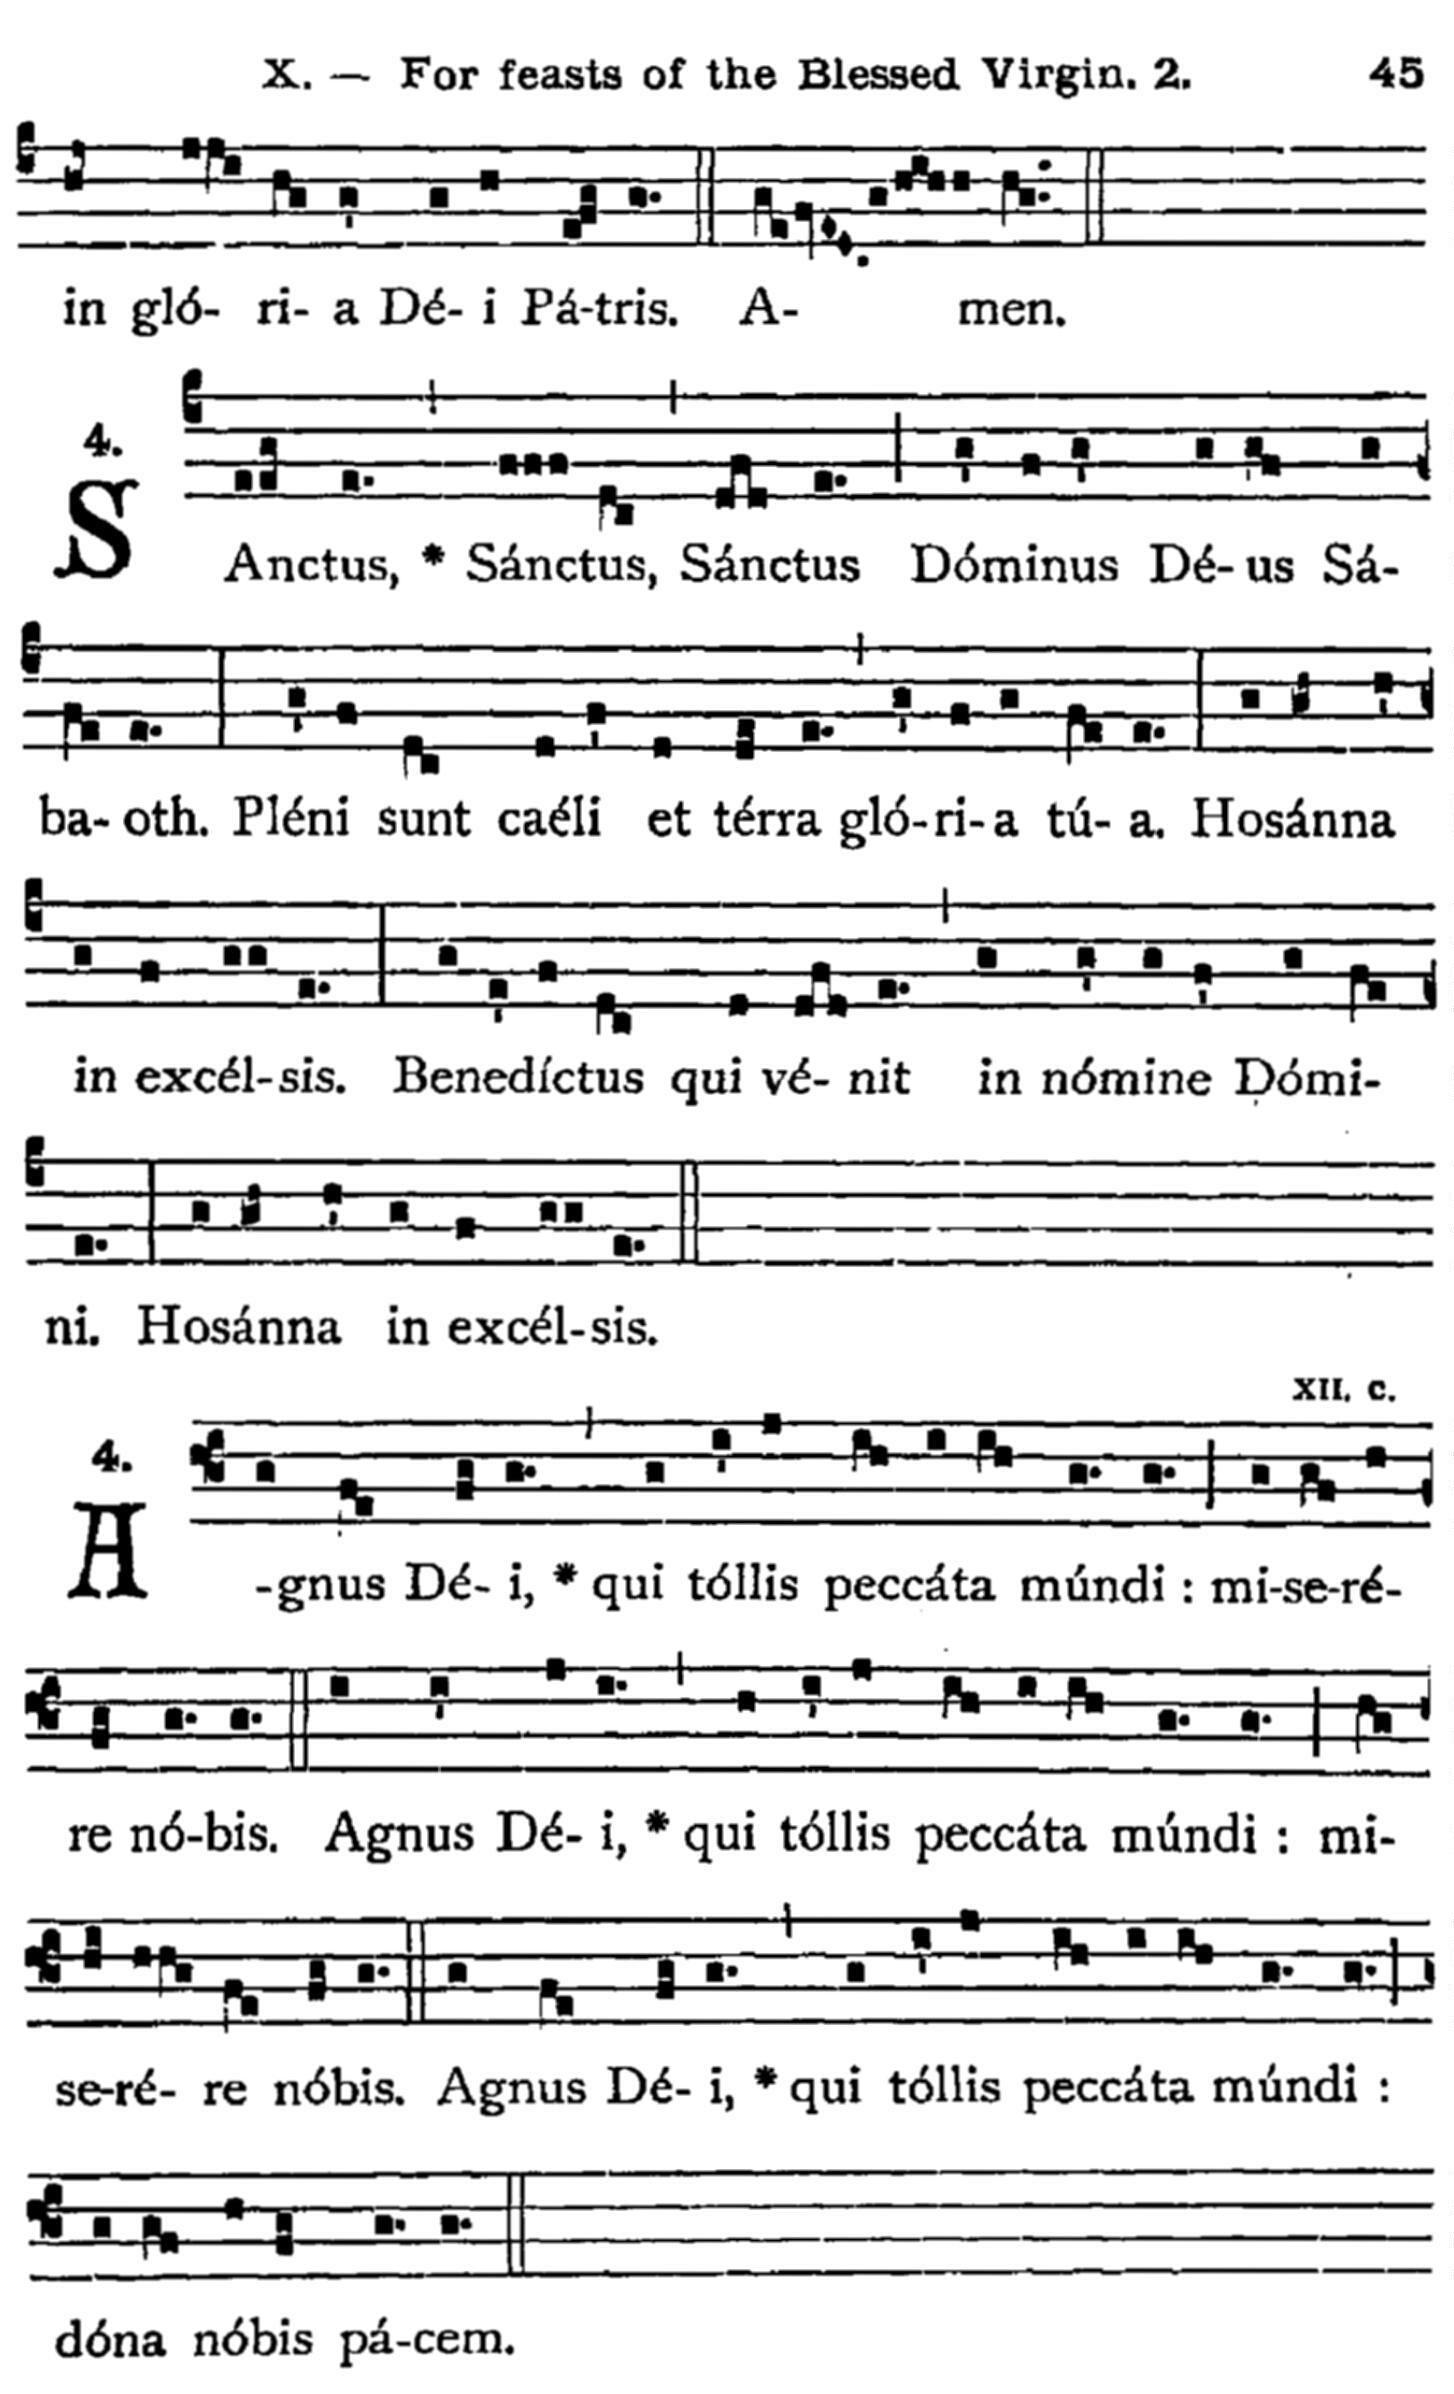 X. — For feasts of the Blessed Virgin. 2. 45
in gló- ri- a Dé- i Pá-tris. A- men.
4.
SAnctus, * Sánctus, Sánctus Dóminus Dé- us Sá-
ba- oth. Pléni sunt caéli et térra gló-ri-a tú- a. Hosánna
in excél-sis. Benedíctus qui vé- nit in nómine Dómi-
ni. Hosánna in excél-sis.
XII. C.
4.
A-gnus Dé- i, * qui tóllis peccáta múndi : mi-se-ré-
re nó-bis. Agnus Dé- i, * qui tóllis peccáta múndi : mi-
se-ré- re nóbis. Agnus Dé- i, * qui tóllis peccáta múndi :
dóna nóbis pá-cem.